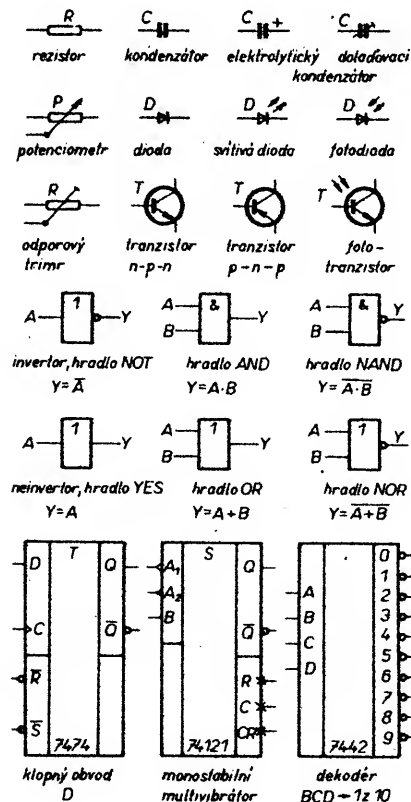 R C C + C
rezistor kondenzátor elektrolytický dolaďovací
kondenzátor
P D D D
potenciometr dioda svítivá dioda fotodioda
R T T T
odporový tranzistor tranzistor foto-
trimr n-p-n p-n-p tranzistor
A 1 Y A B & Y A B & Y
invertor, hradlo NOT hradlo AND hradlo NAND
Y=A̅ Y=A·B Y=A̅·̅B̅
A 1 Y A B 1 Y A B 1 Y
neinvertor, hradlo YES hradlo OR hradlo NOR
Y=A Y=A+B Y=A̅+̅B̅
T S 0
D Q A₁ Q 1
A₂ A 2
B B 3
C Q̅ Q̅ C 4
D 5
R̅ R 6
C 7
S̅ CR 8
7474 74121 7442 9
klopný obvod monostabilní dekodér
D multivibrátor BCD → 1 z 10